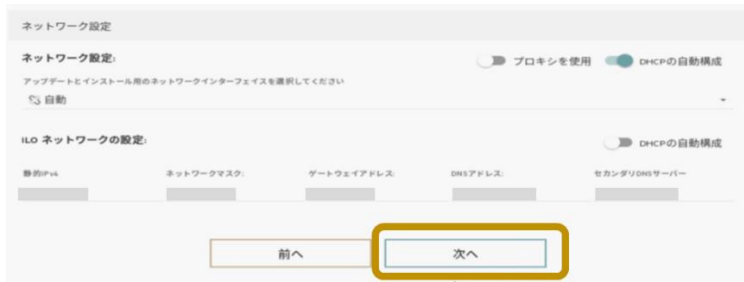 ネットワーク設定
ネットワーク設定:
プロキシを使用 DHCPの自動構成
アップデートとインストール用のネットワークインターフェイスを選択してください
自動
iLO ネットワークの設定:
DHCPの自動構成
静的IPv4 ネットワークマスク: ゲートウェイアドレス: DNSアドレス: セカンダリDNSサーバー
前へ 次へ